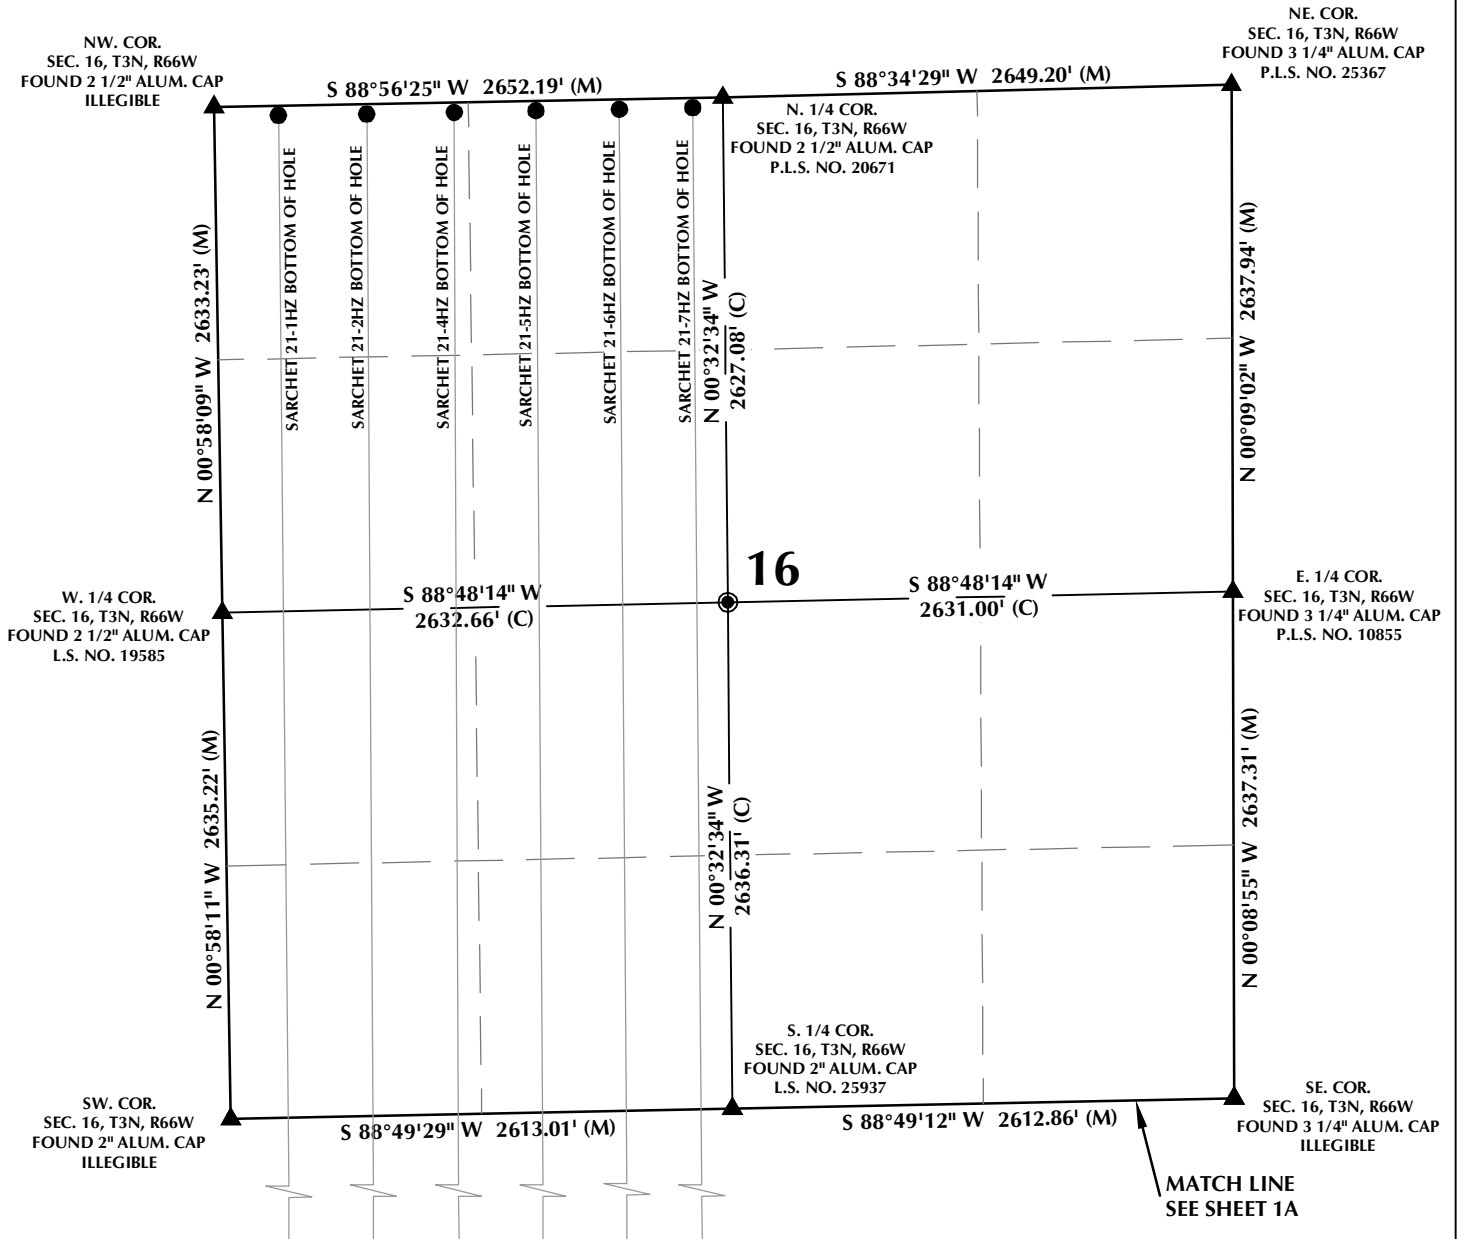 NW. COR.
SEC. 16, T3N, R66W
FOUND 2 1/2" ALUM. CAP
ILLEGIBLE
S 88°56'25" W 2652.19' (M)
S 88°34'29" W 2649.20' (M)
NE. COR.
SEC. 16, T3N, R66W
FOUND 3 1/4" ALUM. CAP
P.L.S. NO. 25367
N. 1/4 COR.
SEC. 16, T3N, R66W
FOUND 2 1/2" ALUM. CAP
P.L.S. NO. 20671
N 00°58'09" W 2633.23' (M)
SARCHET 21-1HZ BOTTOM OF HOLE
SARCHET 21-2HZ BOTTOM OF HOLE
SARCHET 21-4HZ BOTTOM OF HOLE
SARCHET 21-5HZ BOTTOM OF HOLE
SARCHET 21-6HZ BOTTOM OF HOLE
SARCHET 21-7HZ BOTTOM OF HOLE
N 00°32'34" W
2627.08' (C)
N 00°09'02" W 2637.94' (M)
16
W. 1/4 COR.
SEC. 16, T3N, R66W
FOUND 2 1/2" ALUM. CAP
L.S. NO. 19585
S 88°48'14" W
2632.66' (C)
S 88°48'14" W
2631.00' (C)
E. 1/4 COR.
SEC. 16, T3N, R66W
FOUND 3 1/4" ALUM. CAP
P.L.S. NO. 10855
N 00°58'11" W 2635.22' (M)
N 00°32'34" W
2636.31' (C)
N 00°08'55" W 2637.31' (M)
S. 1/4 COR.
SEC. 16, T3N, R66W
FOUND 2" ALUM. CAP
L.S. NO. 25937
SW. COR.
SEC. 16, T3N, R66W
FOUND 2" ALUM. CAP
ILLEGIBLE
S 88°49'29" W 2613.01' (M)
S 88°49'12" W 2612.86' (M)
SE. COR.
SEC. 16, T3N, R66W
FOUND 3 1/4" ALUM. CAP
ILLEGIBLE
MATCH LINE
SEE SHEET 1A